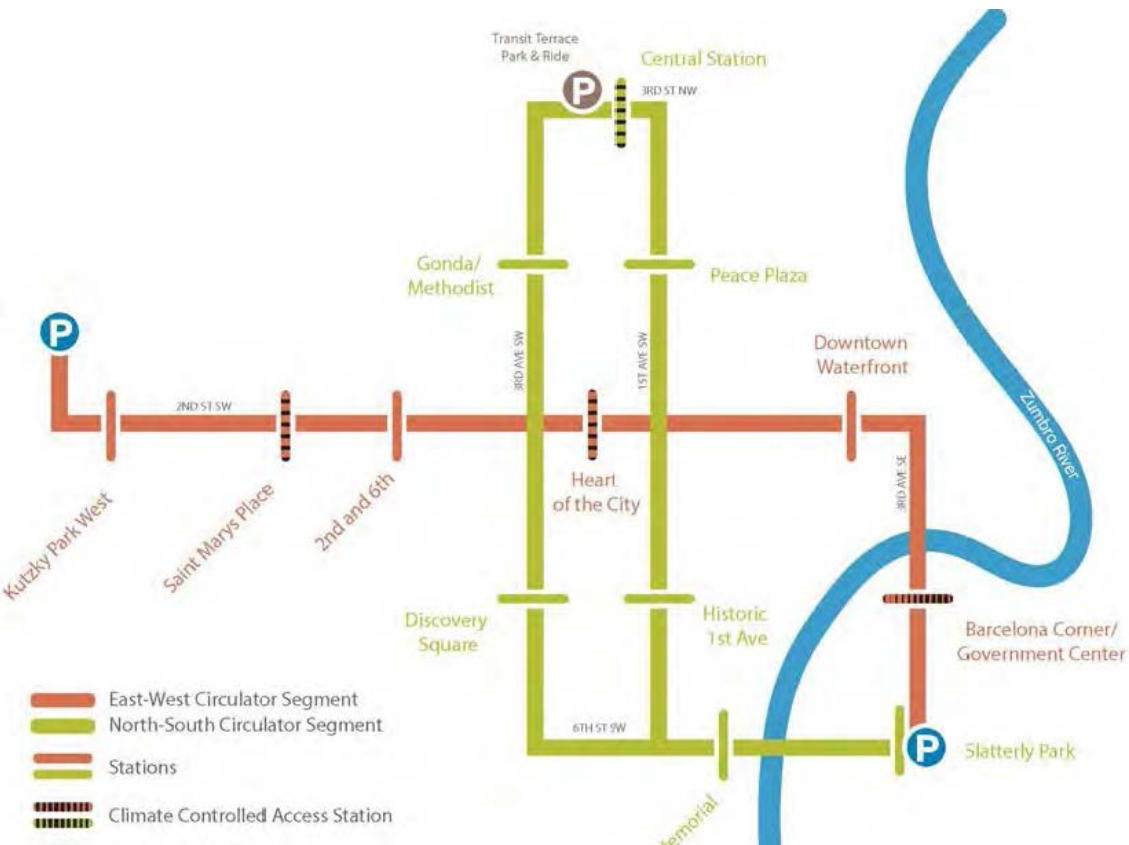 Transit Terrace
Park & Ride
P
Central Station
3RD ST NW
Gonda/
Methodist
Peace Plaza
P
3RD AVE SW
1ST AVE SW
Downtown
Waterfront
2ND ST SW
Zumbro River
Kutzky Park West
Saint Marys Place
2nd and 6th
Heart
of the City
3RD AVE SE
Discovery
Square
Historic
1st Ave
Barcelona Corner/
Government Center
East-West Circulator Segment
North-South Circulator Segment
6TH ST SW
Stations
P
Slatterly Park
Climate Controlled Access Station